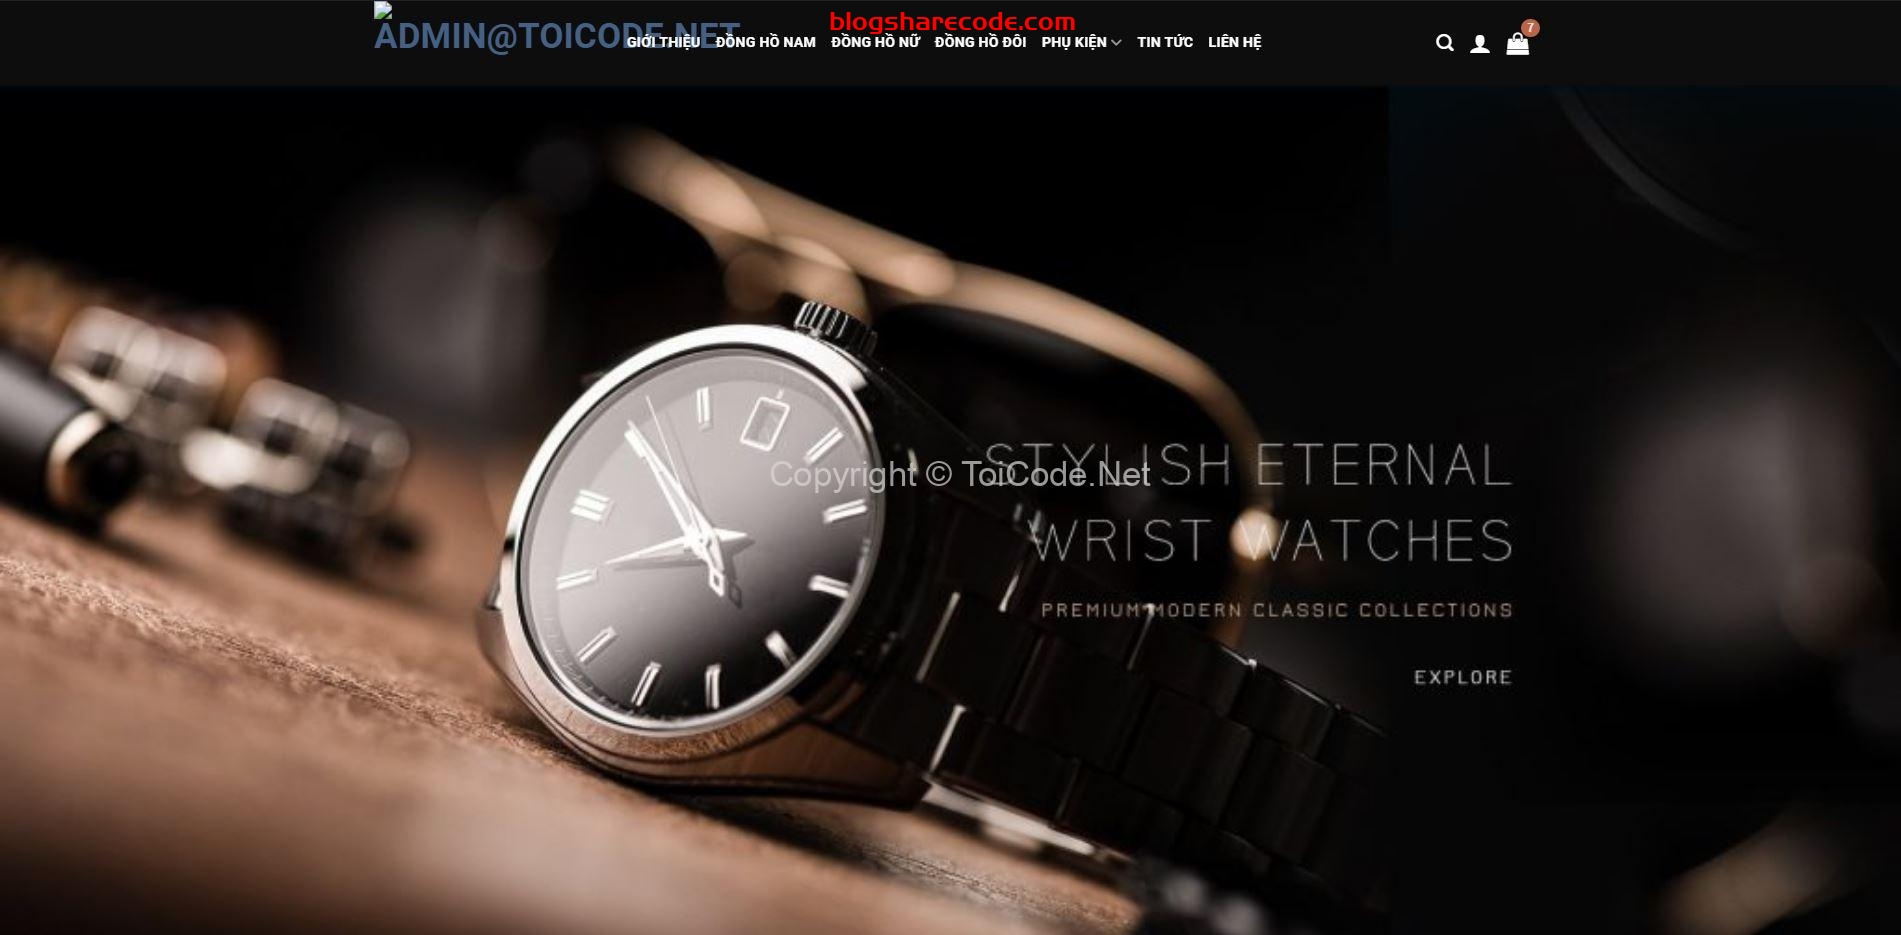 ADMIN@TOICODE.NET
blogsharecode.com
GIỚI THIỆU ĐỒNG HỒ NAM ĐỒNG HỒ NỮ ĐỒNG HỒ ĐÔI PHỤ KIỆN TIN TỨC LIÊN HỆ
7
STYLISH ETERNAL
Copyright © ToiCode.Net
WRIST WATCHES
PREMIUM MODERN CLASSIC COLLECTIONS
EXPLORE